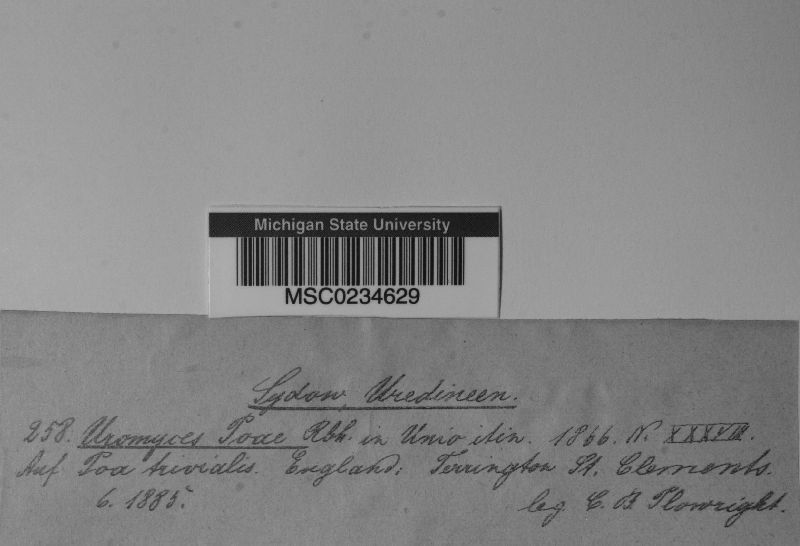 Michigan State University
MSC0234629
Sydow, Uredineen.
258. Uromyces Poae Rbh. in Unio itin. 1866. N. XXXVIII.
Auf Poa trivialis. England: Terrington St. Clements.
6. 1885. leg. C. B. Plowright.